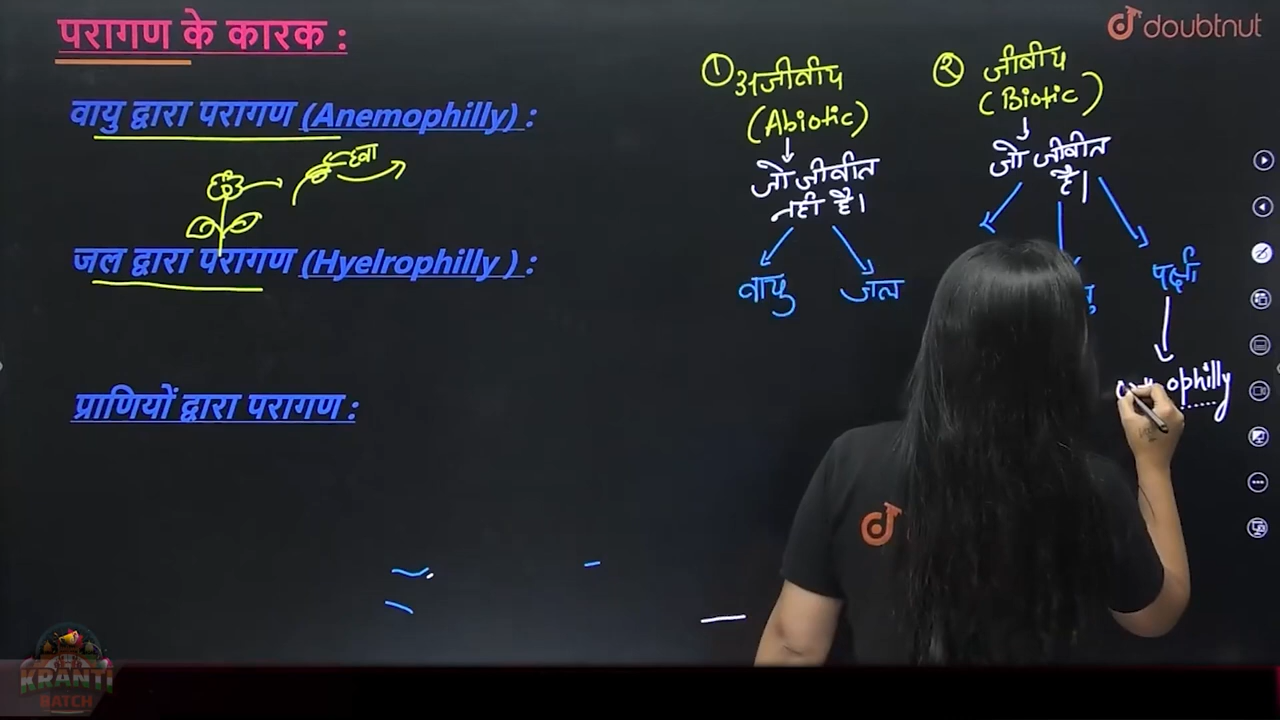 परागण के कारक :
doubtnut
वायु द्वारा परागण (Anemophilly) :
हवा
जल द्वारा परागण (Hyelrophilly ) :
प्राणियों द्वारा परागण :
① अजीवीय
(Abiotic)
जो जीवीत
नही है।
वायु जल
② जीवीय
(Biotic)
जो जीवीत
है।
पक्षी
ophilly
KRANTI
BATCH